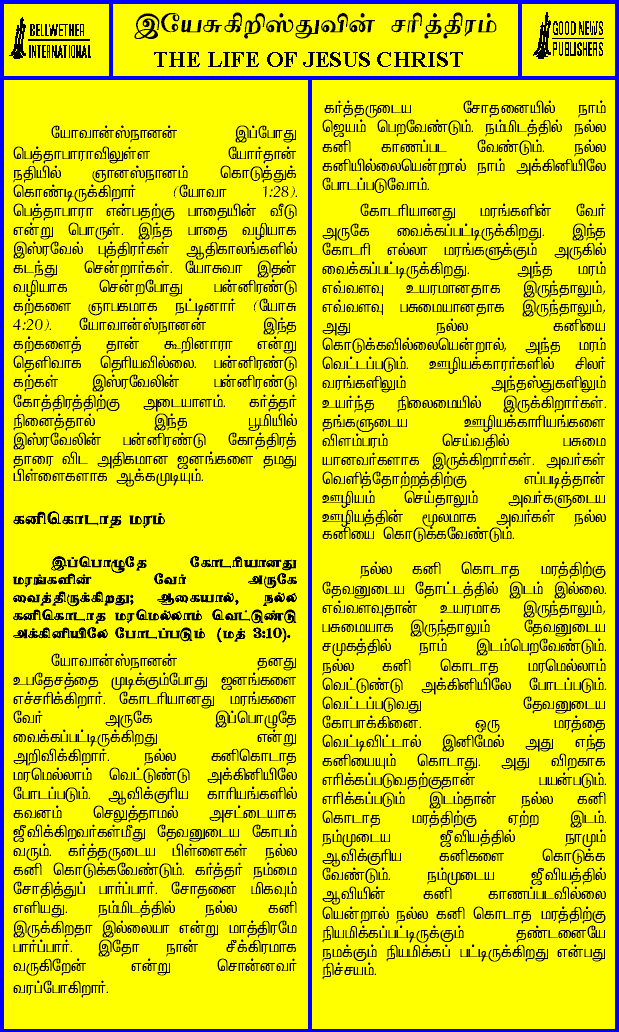 BELLWETHER
INTERNATIONAL
இயேசுகிறிஸ்துவின் சரித்திரம்
THE LIFE OF JESUS CHRIST
GOOD NEWS
PUBLISHERS
யோவான்ஸ்நானன் இப்போது
பெத்தாபாராவிலுள்ள யோர்தான்
நதியில் ஞானஸ்நானம் கொடுத்துக்
கொண்டிருக்கிறார் (யோவா 1:28).
பெத்தாபாரா என்பதற்கு பாதையின் வீடு
என்று பொருள். இந்த பாதை வழியாக
இஸ்ரவேல் புத்திரர்கள் ஆதிகாலங்களில்
கடந்து சென்றார்கள். யோசுவா இதன்
வழியாக சென்றபோது பன்னிரண்டு
கற்களை ஞாபகமாக நட்டினார் (யோசு
4:20). யோவான்ஸ்நானன் இந்த
கற்களைத் தான் கூறினாரா என்று
தெளிவாக தெரியவில்லை. பன்னிரண்டு
கற்கள் இஸ்ரவேலின் பன்னிரண்டு
கோத்திரத்திற்கு அடையாளம். கர்த்தர்
நினைத்தால் இந்த பூமியில்
இஸ்ரவேலின் பன்னிரண்டு கோத்திரத்
தாரை விட அதிகமான ஜனங்களை தமது
பிள்ளைகளாக ஆக்கமுடியும்.
கனிகொடாத மரம்
இப்பொழுதே கோடரியானது
மரங்களின் வேர் அருகே
வைத்திருக்கிறது; ஆகையால், நல்ல
கனிகொடாத மரமெல்லாம் வெட்டுண்டு
அக்கினியிலே போடப்படும் (மத் 3:10).
யோவான்ஸ்நானன் தனது
உபதேசத்தை முடிக்கும்போது ஜனங்களை
எச்சரிக்கிறார். கோடரியானது மரங்களை
வேர் அருகே இப்பொழுதே
வைக்கப்பட்டிருக்கிறது என்று
அறிவிக்கிறார். நல்ல கனிகொடாத
மரமெல்லாம் வெட்டுண்டு அக்கினியிலே
போடப்படும். ஆவிக்குரிய காரியங்களில்
கவனம் செலுத்தாமல் அசட்டையாக
ஜீவிக்கிறவர்கள்மீது தேவனுடைய கோபம்
வரும். கர்த்தருடைய பிள்ளைகள் நல்ல
கனி கொடுக்கவேண்டும். கர்த்தர் நம்மை
சோதித்துப் பார்ப்பார். சோதனை மிகவும்
எளியது. நம்மிடத்தில் நல்ல கனி
இருக்கிறதா இல்லையா என்று மாத்திரமே
பார்ப்பார். இதோ நான் சீக்கிரமாக
வருகிறேன் என்று சொன்னவர்
வரப்போகிறார்.
கர்த்தருடைய சோதனையில் நாம்
ஜெயம் பெறவேண்டும். நம்மிடத்தில் நல்ல
கனி காணப்பட வேண்டும். நல்ல
கனியில்லையென்றால் நாம் அக்கினியிலே
போடப்படுவோம்.
கோடரியானது மரங்களின் வேர்
அருகே வைக்கப்பட்டிருக்கிறது. இந்த
கோடரி எல்லா மரங்களுக்கும் அருகில்
வைக்கப்பட்டிருக்கிறது. அந்த மரம்
எவ்வளவு உயரமானதாக இருந்தாலும்,
எவ்வளவு பசுமையானதாக இருந்தாலும்,
அது நல்ல கனியை
கொடுக்கவில்லையென்றால், அந்த மரம்
வெட்டப்படும். ஊழியக்காரர்களில் சிலர்
வரங்களிலும் அந்தஸ்துகளிலும்
உயர்ந்த நிலைமையில் இருக்கிறார்கள்.
தங்களுடைய ஊழியக்காரியங்களை
விளம்பரம் செய்வதில் பசுமை
யானவர்களாக இருக்கிறார்கள். அவர்கள்
வெளித்தோற்றத்திற்கு எப்படித்தான்
ஊழியம் செய்தாலும் அவர்களுடைய
ஊழியத்தின் மூலமாக அவர்கள் நல்ல
கனியை கொடுக்கவேண்டும்.
நல்ல கனி கொடாத மரத்திற்கு
தேவனுடைய தோட்டத்தில் இடம் இல்லை.
எவ்வளவுதான் உயரமாக இருந்தாலும்,
பசுமையாக இருந்தாலும் தேவனுடைய
சமுகத்தில் நாம் இடம்பெறவேண்டும்.
நல்ல கனி கொடாத மரமெல்லாம்
வெட்டுண்டு அக்கினியிலே போடப்படும்.
வெட்டப்படுவது தேவனுடைய
கோபாக்கினை. ஒரு மரத்தை
வெட்டிவிட்டால் இனிமேல் அது எந்த
கனியையும் கொடாது. அது விறகாக
எரிக்கப்படுவதற்குதான் பயன்படும்.
எரிக்கப்படும் இடம்தான் நல்ல கனி
கொடாத மரத்திற்கு ஏற்ற இடம்.
நம்முடைய ஜீவியத்தில் நாமும்
ஆவிக்குரிய கனிகளை கொடுக்க
வேண்டும். நம்முடைய ஜீவியத்தில்
ஆவியின் கனி காணப்படவில்லை
யென்றால் நல்ல கனி கொடாத மரத்திற்கு
நியமிக்கப்பட்டிருக்கும் தண்டனையே
நமக்கும் நியமிக்கப் பட்டிருக்கிறது என்பது
நிச்சயம்.